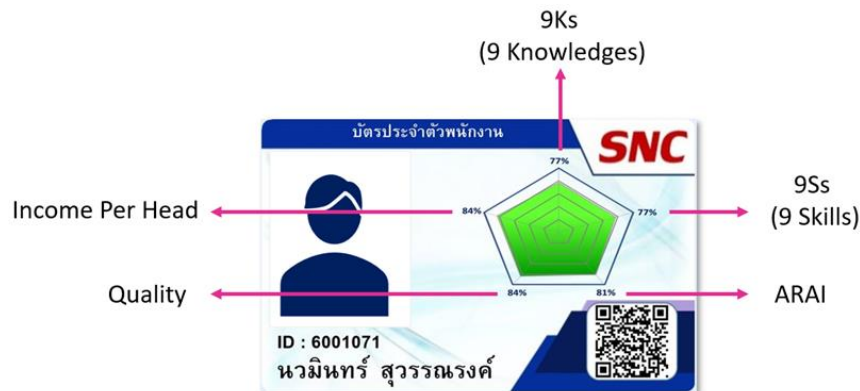 9Ks
(9 Knowledges)
บัตรประจำตัวพนักงาน
SNC
77%
9Ss
(9 Skills)
Income Per Head
84%
77%
Quality
84%
81%
ARAI
ID : 6001071
นวมินทร์ สุวรรณรงค์